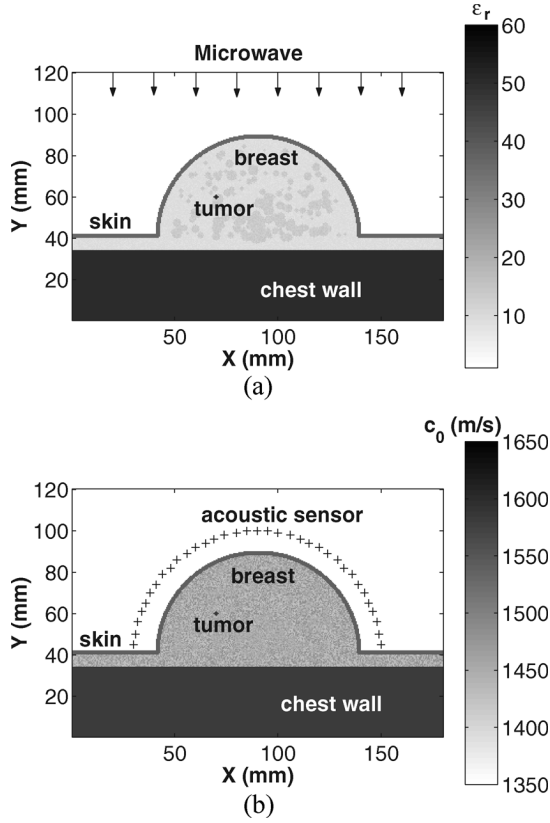 ε_r
Microwave
120
100
80
60
40
20
Y (mm)
breast
tumor
skin
chest wall
50
100
150
X (mm)
60
50
40
30
20
10
(a)
c_0 (m/s)
120
100
80
60
40
20
Y (mm)
acoustic sensor
breast
tumor
skin
chest wall
50
100
150
X (mm)
1650
1600
1550
1500
1450
1400
1350
(b)